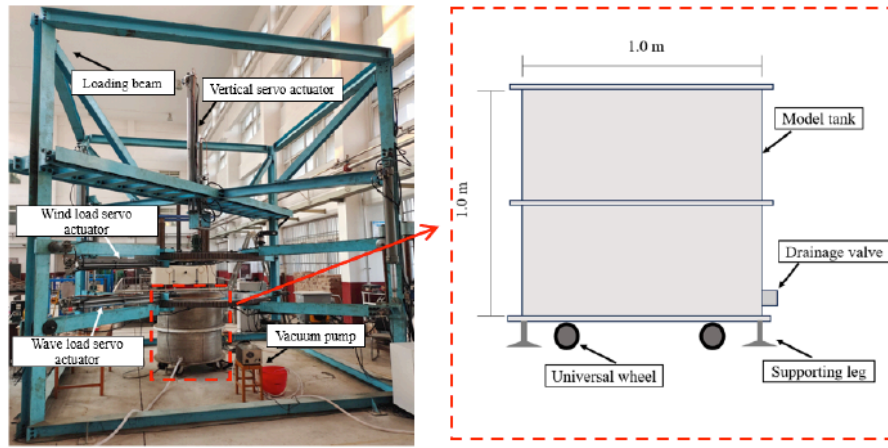 Loading beam
Vertical servo actuator
Wind load servo
actuator
Wave load servo
actuator
Vacuum pump
1.0 m
1.0 m
Model tank
Drainage valve
Universal wheel
Supporting leg